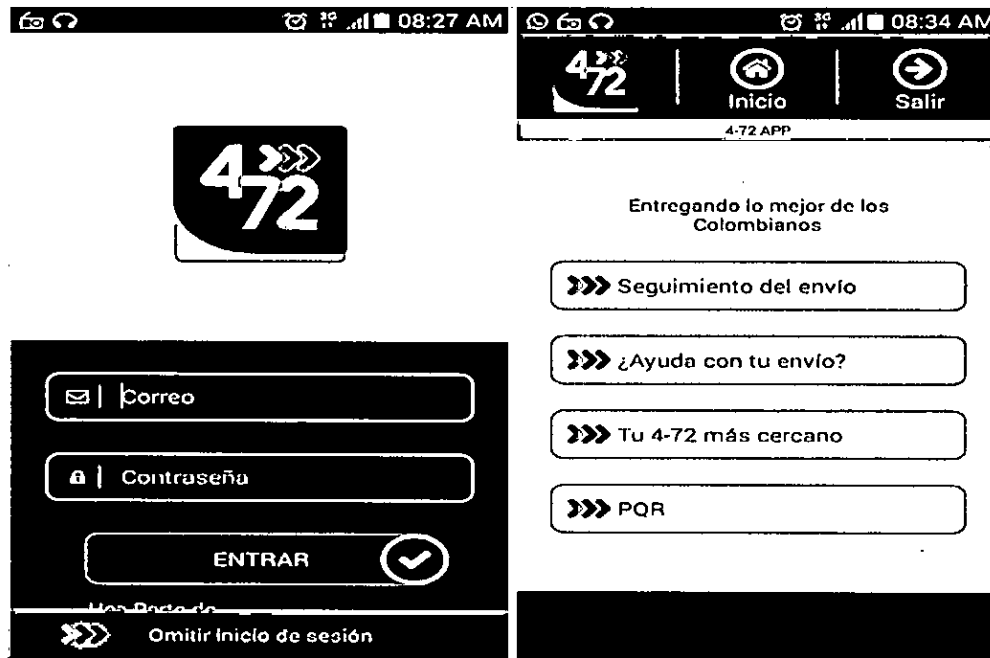 08:27 AM
4
72
Correo
Contraseña
ENTRAR
Omitir Inicio de sesión
3G 08:34 AM
4
72
Inicio
Salir
4-72 APP
Entregando lo mejor de los
Colombianos
Seguimiento del envío
¿Ayuda con tu envío?
Tu 4-72 más cercano
PQR